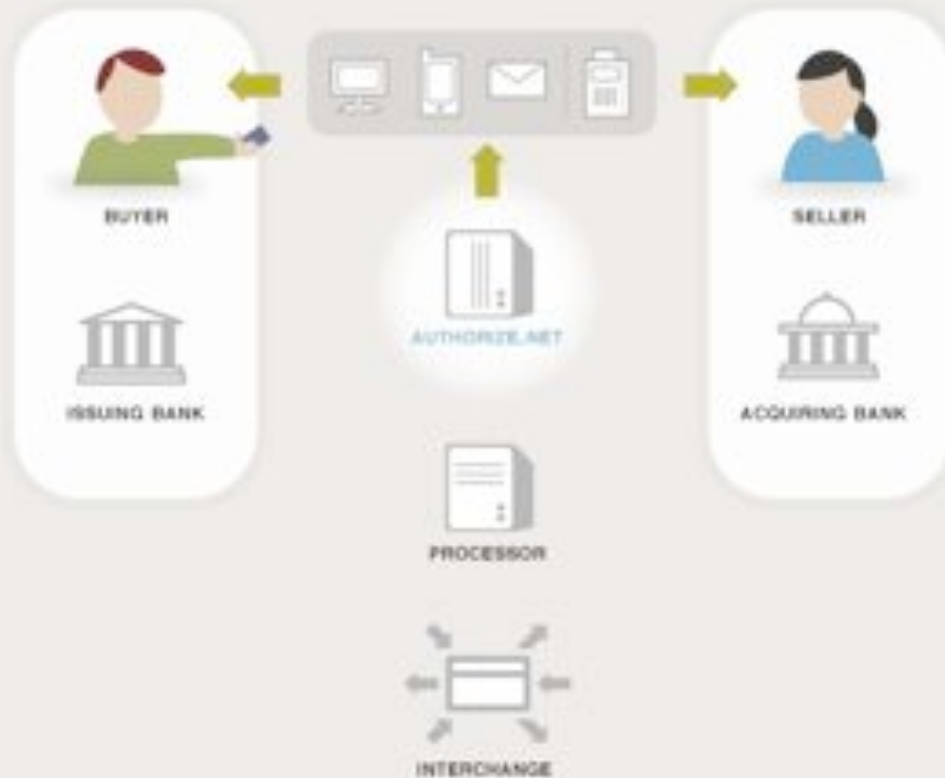 BUYER
SELLER
AUTHORIZE.NET
ISSUING BANK
ACQUIRING BANK
PROCESSOR
INTERCHANGE